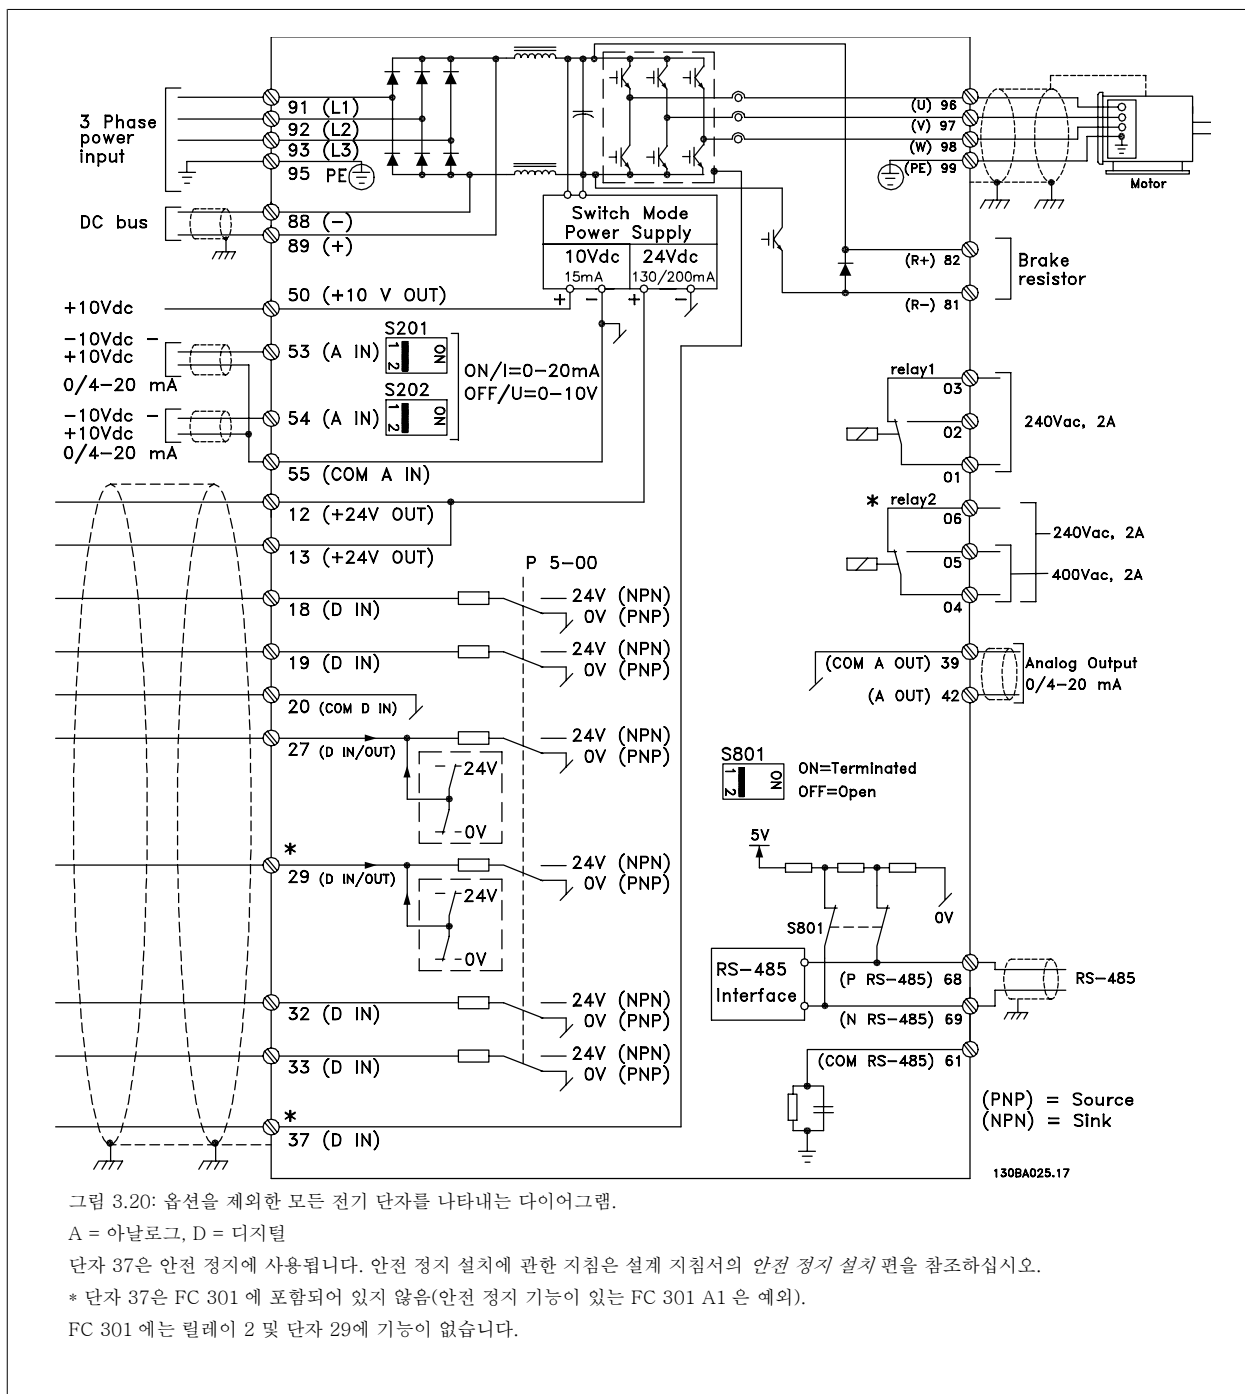 3 Phase
power
input
91 (L1)
92 (L2)
93 (L3)
95 PE
DC bus
88 (−)
89 (+)
+10Vdc
50 (+10 V OUT)
−10Vdc −
+10Vdc
0/4−20 mA
53 (A IN)
S201
1 2
ON
ON/I=0−20mA
OFF/U=0−10V
S202
1 2
ON
−10Vdc −
+10Vdc
0/4−20 mA
54 (A IN)
55 (COM A IN)
12 (+24V OUT)
13 (+24V OUT)
Switch Mode
Power Supply
10Vdc
15mA
24Vdc
130/200mA
+ − + −
(U) 96
(V) 97
(W) 98
(PE) 99
Motor
(R+) 82
(R−) 81
Brake
resistor
relay1
03
02
01
240Vac, 2A
* relay2
06
05
04
240Vac, 2A
400Vac, 2A
P 5-00
18 (D IN)
24V (NPN)
0V (PNP)
19 (D IN)
24V (NPN)
0V (PNP)
20 (COM D IN)
27 (D IN/OUT)
24V (NPN)
0V (PNP)
24V
0V
*
29 (D IN/OUT)
24V (NPN)
0V (PNP)
24V
0V
32 (D IN)
24V (NPN)
0V (PNP)
33 (D IN)
24V (NPN)
0V (PNP)
*
37 (D IN)
(COM A OUT) 39
(A OUT) 42
Analog Output
0/4−20 mA
S801
1 2
ON
ON=Terminated
OFF=Open
5V
0V
S801
RS−485
Interface
(P RS−485) 68
(N RS−485) 69
(COM RS−485) 61
RS−485
(PNP) = Source
(NPN) = Sink
130BA025.17
그림 3.20: 옵션을 제외한 모든 전기 단자를 나타내는 다이어그램.
A = 아날로그, D = 디지털
단자 37은 안전 정지에 사용됩니다. 안전 정지 설치에 관한 지침은 설계 지침서의 안전 정지 설치 편을 참조하십시오.
* 단자 37은 FC 301 에 포함되어 있지 않음(안전 정지 기능이 있는 FC 301 A1 은 예외).
FC 301 에는 릴레이 2 및 단자 29에 기능이 없습니다.